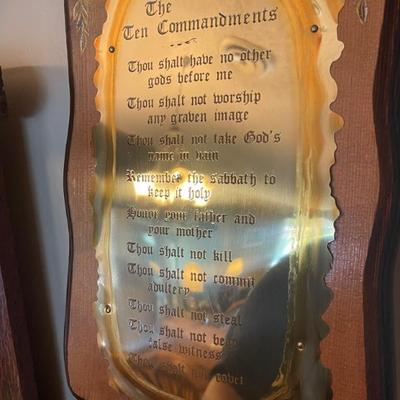 The
Ten Commandments
Thou shalt have no other
gods before me
Thou shalt not worship
any graven image
Thou shalt not take God's
name in vain
Remember the sabbath to
keep it holy
Honor your father and
your mother
Thou shalt not kill
Thou shalt not commit
adultery
Thou shalt not steal
Thou shalt not bear
false witness
Thou shalt not covet